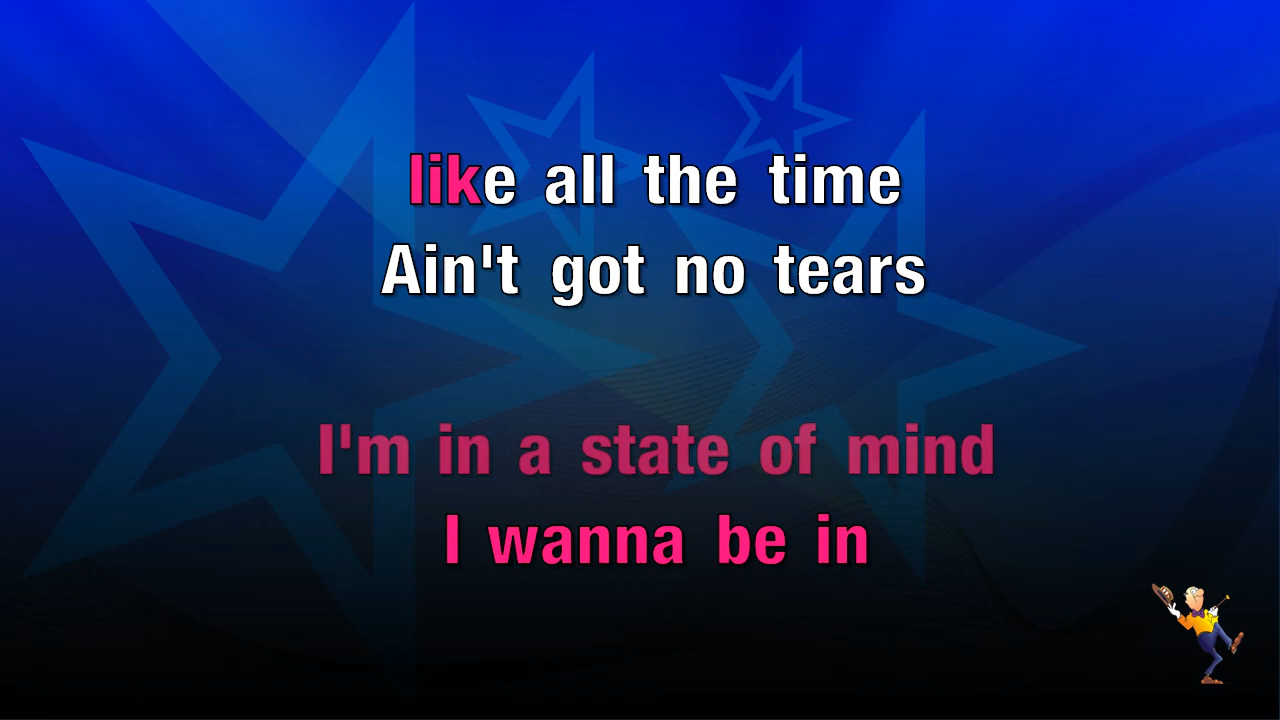 like all the time
Ain't got no tears
I'm in a state of mind
I wanna be in